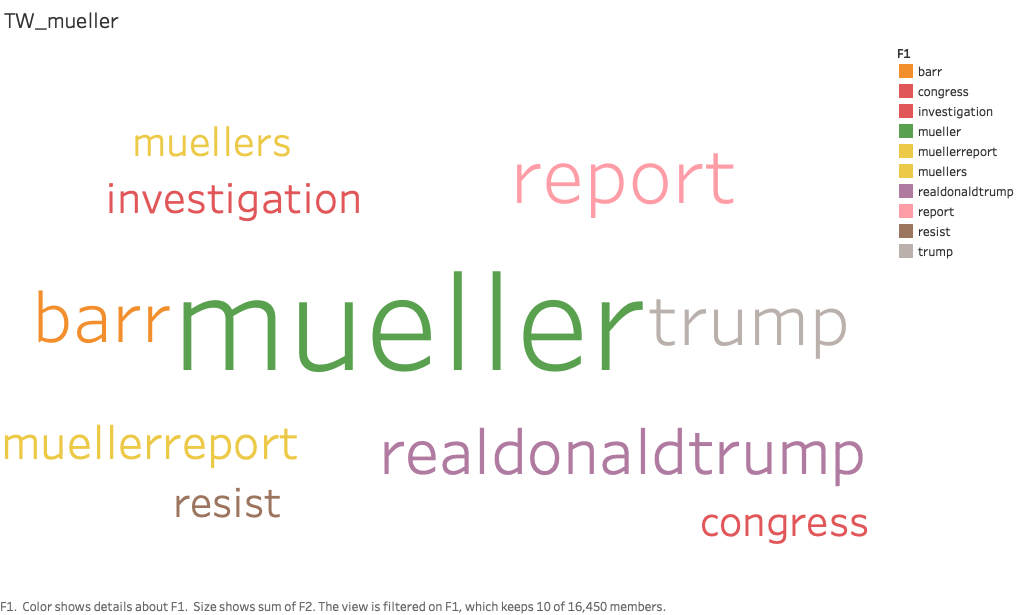 TW_mueller
F1
barr
congress
investigation
mueller
muellerreport
muellers
realdonaldtrump
report
resist
trump
muellers
report
investigation
barr mueller trump
muellerreport
realdonaldtrump
resist
congress
F1.  Color shows details about F1.  Size shows sum of F2. The view is filtered on F1, which keeps 10 of 16,450 members.